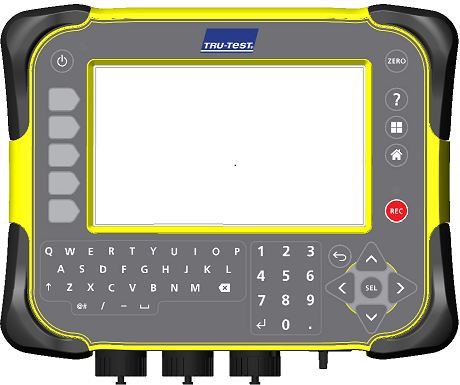 TRU-TEST.
ZERO
?
REC
Q W E R T Y U I O P
A S D F G H J K L
↑ Z X C V B N M
@# / –
1 2 3
4 5 6
7 8 9
↵ 0 .
SEL